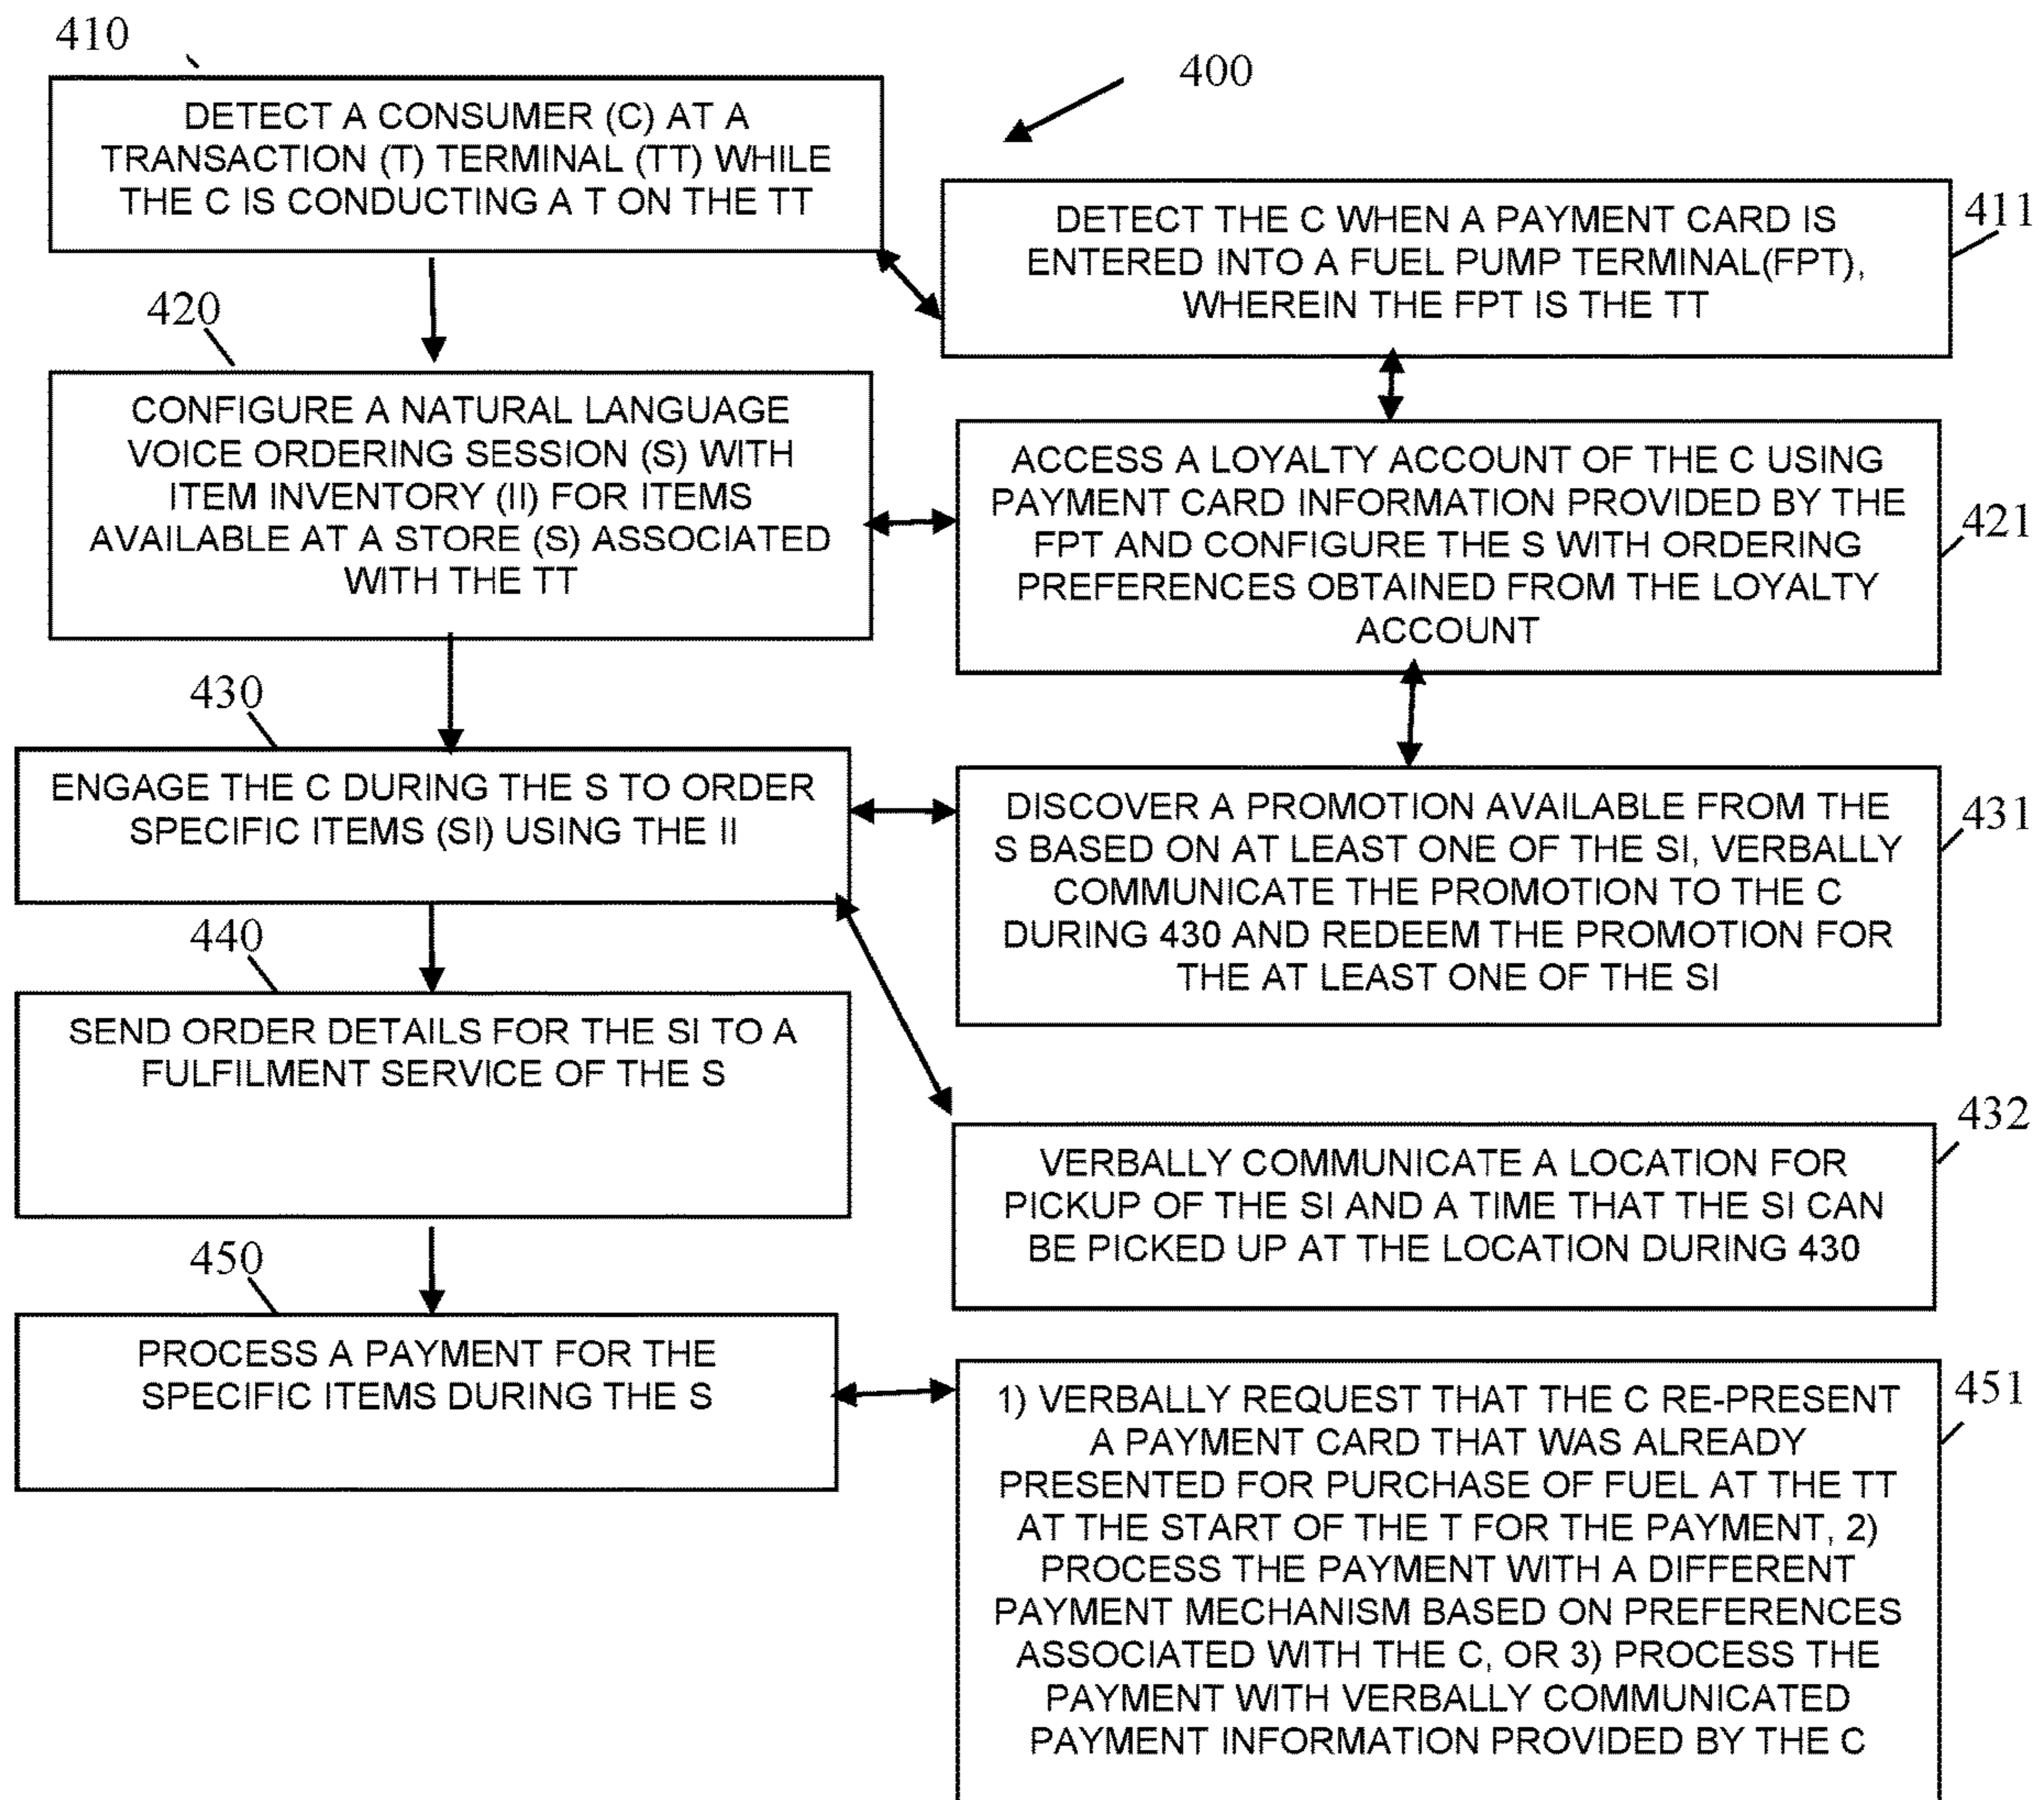 410
400
DETECT A CONSUMER (C) AT A
TRANSACTION (T) TERMINAL (TT) WHILE
THE C IS CONDUCTING A T ON THE TT
411
DETECT THE C WHEN A PAYMENT CARD IS
ENTERED INTO A FUEL PUMP TERMINAL(FPT),
WHEREIN THE FPT IS THE TT
420
CONFIGURE A NATURAL LANGUAGE
VOICE ORDERING SESSION (S) WITH
ITEM INVENTORY (II) FOR ITEMS
AVAILABLE AT A STORE (S) ASSOCIATED
WITH THE TT
421
ACCESS A LOYALTY ACCOUNT OF THE C USING
PAYMENT CARD INFORMATION PROVIDED BY THE
FPT AND CONFIGURE THE S WITH ORDERING
PREFERENCES OBTAINED FROM THE LOYALTY
ACCOUNT
430
ENGAGE THE C DURING THE S TO ORDER
SPECIFIC ITEMS (SI) USING THE II
431
DISCOVER A PROMOTION AVAILABLE FROM THE
S BASED ON AT LEAST ONE OF THE SI, VERBALLY
COMMUNICATE THE PROMOTION TO THE C
DURING 430 AND REDEEM THE PROMOTION FOR
THE AT LEAST ONE OF THE SI
440
SEND ORDER DETAILS FOR THE SI TO A
FULFILMENT SERVICE OF THE S
432
VERBALLY COMMUNICATE A LOCATION FOR
PICKUP OF THE SI AND A TIME THAT THE SI CAN
BE PICKED UP AT THE LOCATION DURING 430
450
PROCESS A PAYMENT FOR THE
SPECIFIC ITEMS DURING THE S
451
1) VERBALLY REQUEST THAT THE C RE-PRESENT
A PAYMENT CARD THAT WAS ALREADY
PRESENTED FOR PURCHASE OF FUEL AT THE TT
AT THE START OF THE T FOR THE PAYMENT, 2)
PROCESS THE PAYMENT WITH A DIFFERENT
PAYMENT MECHANISM BASED ON PREFERENCES
ASSOCIATED WITH THE C, OR 3) PROCESS THE
PAYMENT WITH VERBALLY COMMUNICATED
PAYMENT INFORMATION PROVIDED BY THE C